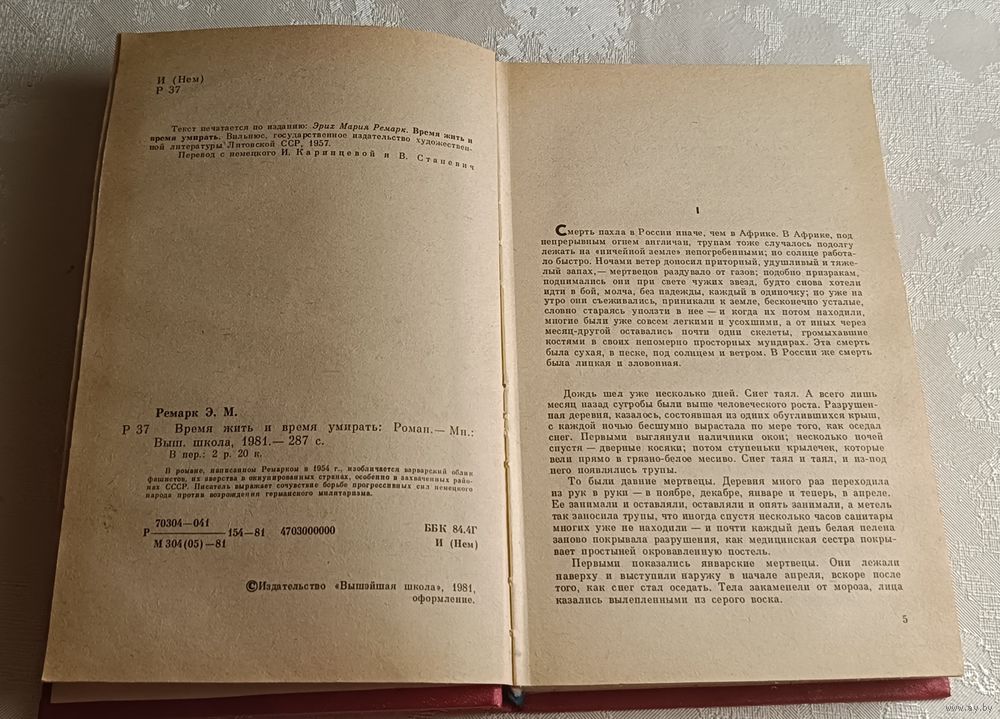 И (Нем)
Р 37
Текст печатается по изданию: Эрих Мария Ремарк. Время жить и
время умирать. Вильнюс, государственное издательство художествен-
ной литературы Литовской ССР, 1957.
Перевод с немецкого И. Каринцевой и В. Станевич
Ремарк Э. М.
Р 37 Время жить и время умирать: Роман.— Мн.:
Выш. школа, 1981.— 287 с.
В пер.: 2 р. 20 к.
В романе, написанном Ремарком в 1954 г., изобличается варварский облик
фашистов, их зверства в оккупированных странах, особенно в захваченных райо-
нах СССР. Писатель выражает сочувствие борьбе прогрессивных сил немецкого
народа против возрождения германского милитаризма.
70304—041
Р 154—81 4703000000
М 304(05)—81
ББК 84.4Г
И (Нем)
©Издательство «Вышэйшая школа», 1981,
оформление.
I
Смерть пахла в России иначе, чем в Африке. В Африке, под
непрерывным огнем англичан, трупам тоже случалось подолгу
лежать на «ничейной земле» непогребенными; но солнце работа-
ло быстро. Ночами ветер доносил приторный, удушливый и тяже-
лый запах,— мертвецов раздувало от газов; подобно призракам,
поднимались они при свете чужих звезд, будто снова хотели
идти в бой, молча, без надежды, каждый в одиночку; но уже на
утро они съеживались, приникали к земле, бесконечно усталые,
словно стараясь уползти в нее — и когда их потом находили,
многие были уже совсем легкими и усохшими, а от иных через
месяц-другой оставались почти одни скелеты, громыхавшие
костями в своих непомерно просторных мундирах. Эта смерть
была сухая, в песке, под солнцем и ветром. В России же смерть
была липкая и зловонная.
Дождь шел уже несколько дней. Снег таял. А всего лишь
месяц назад сугробы были выше человеческого роста. Разрушен-
ная деревня, казалось, состоявшая из одних обуглившихся крыш,
с каждой ночью бесшумно вырастала по мере того, как оседал
снег. Первыми выглянули наличники окон; несколько ночей
спустя — дверные косяки; потом ступеньки крылечек, которые
вели прямо в грязно-белое месиво. Снег таял и таял, и из-под
него появлялись трупы.
То были давние мертвецы. Деревня много раз переходила
из рук в руки — в ноябре, декабре, январе и теперь, в апреле.
Ее занимали и оставляли, оставляли и опять занимали, а метель
так заносила трупы, что иногда спустя несколько часов санитары
многих уже не находили — и почти каждый день белая пелена
заново покрывала разрушения, как медицинская сестра покры-
вает простыней окровавленную постель.
Первыми показались январские мертвецы. Они лежали
наверху и выступили наружу в начале апреля, вскоре после
того, как снег стал оседать. Тела закаменели от мороза, лица
казались вылепленными из серого воска.
5
www.ay.by